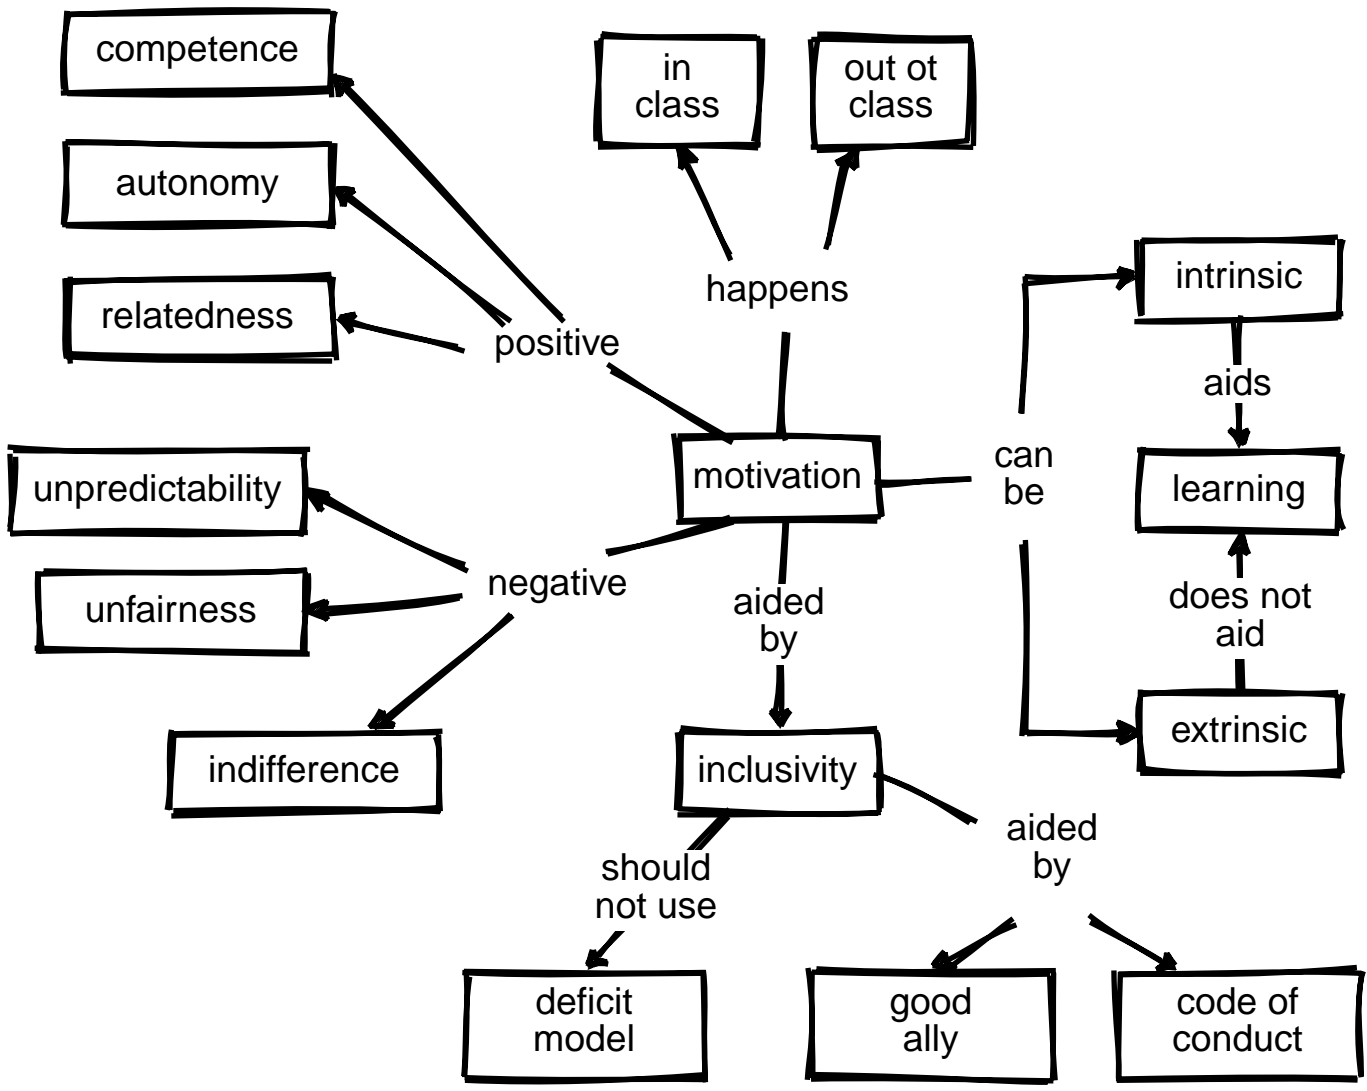 competence
in
class
out ot
class
autonomy
intrinsic
happens
relatedness
positive
aids
can
be
motivation
unpredictability
learning
negative
unfairness
aided
by
does not
aid
extrinsic
indifference
inclusivity
aided
by
should
not use
deficit
model
good
ally
code of
conduct